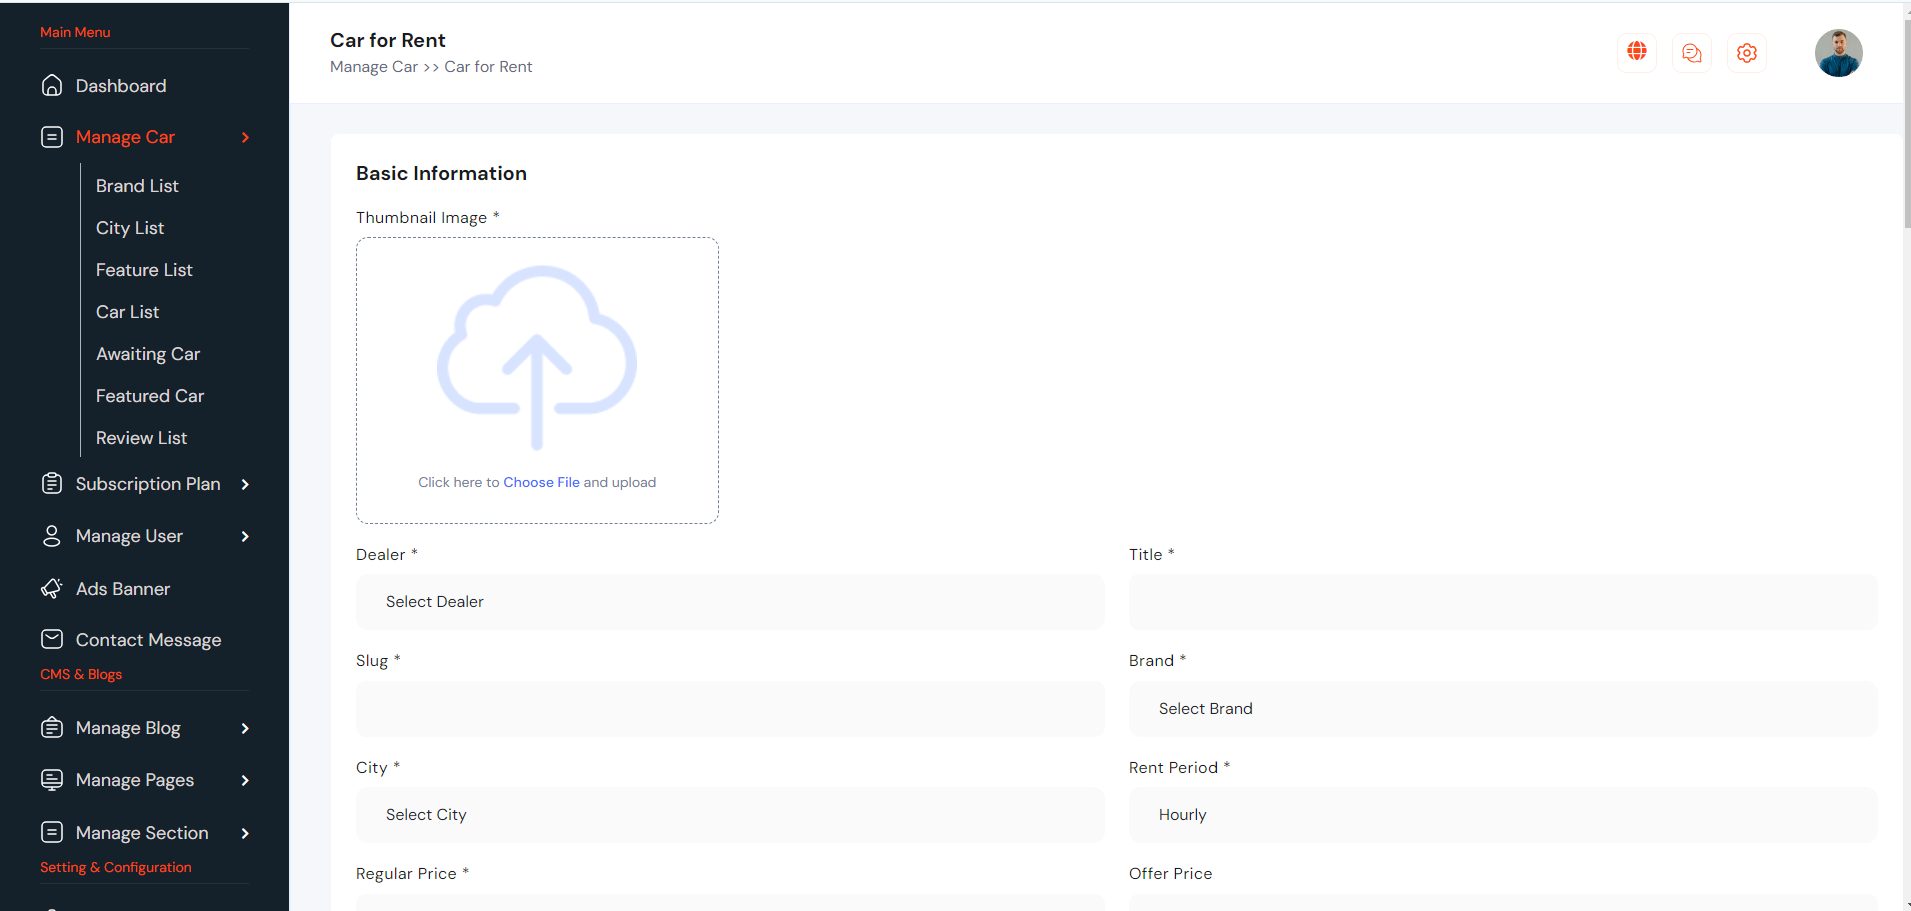 Main Menu
Dashboard
Manage Car
Brand List
City List
Feature List
Car List
Awaiting Car
Featured Car
Review List
Subscription Plan
Manage User
Ads Banner
Contact Message
CMS & Blogs
Manage Blog
Manage Pages
Manage Section
Setting & Configuration
Car for Rent
Manage Car >> Car for Rent
Basic Information
Thumbnail Image *
Click here to Choose File and upload
Dealer *
Select Dealer
Title *
Slug *
Brand *
Select Brand
City *
Select City
Rent Period *
Hourly
Regular Price *
Offer Price